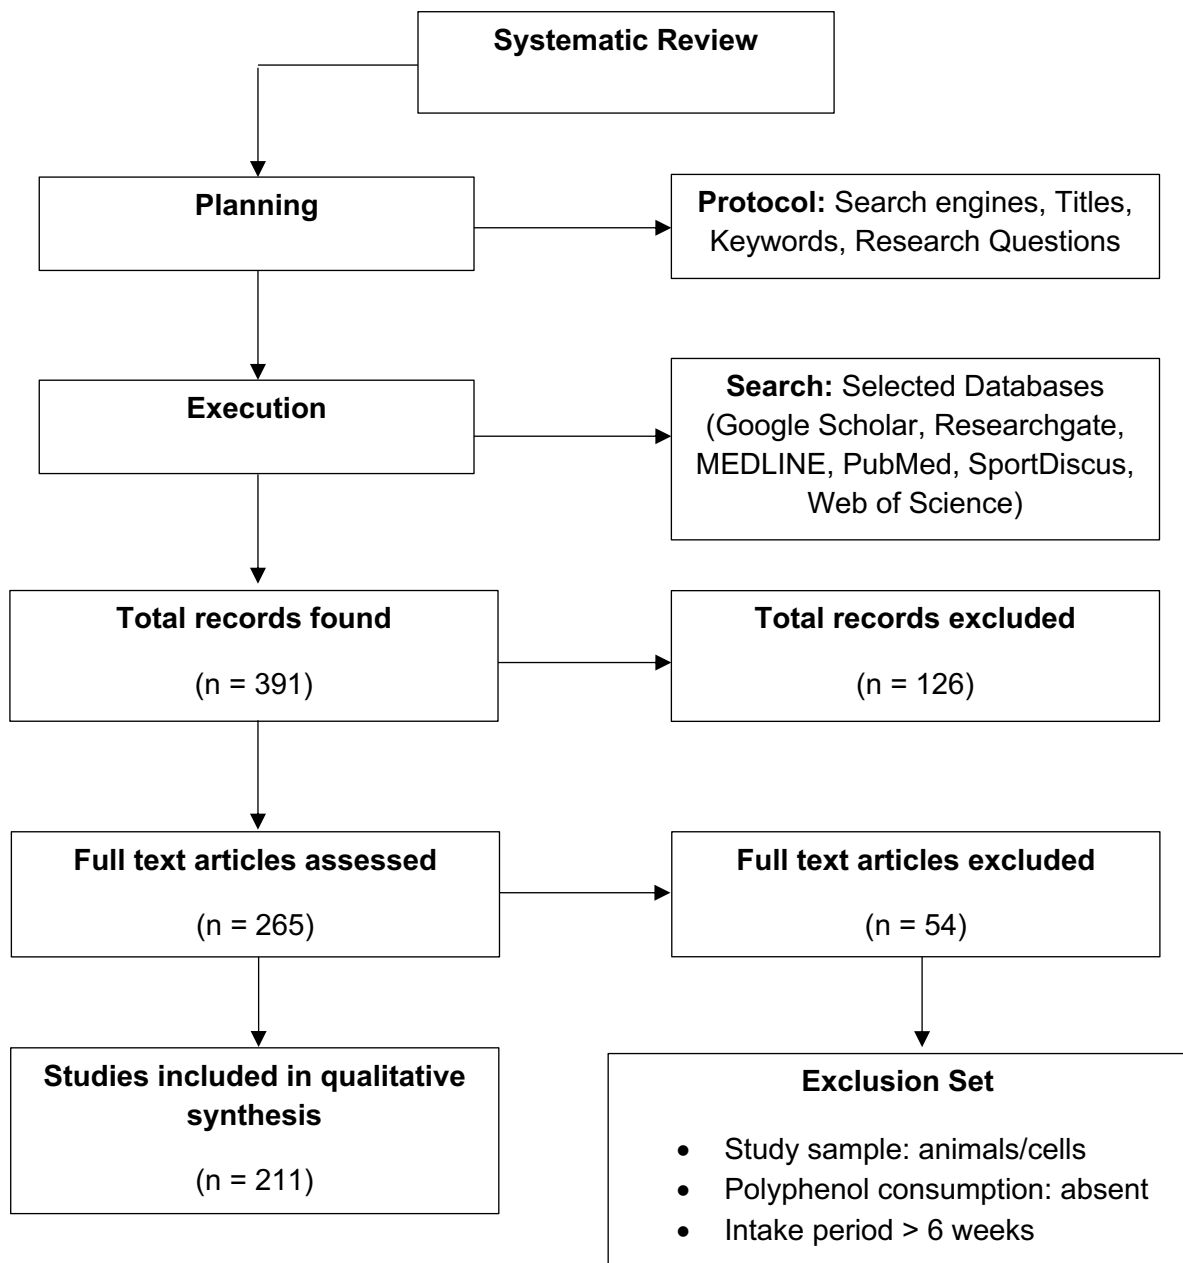 Systematic Review
Planning
Protocol: Search engines, Titles,
Keywords, Research Questions
Execution
Search: Selected Databases
(Google Scholar, Researchgate,
MEDLINE, PubMed, SportDiscus,
Web of Science)
Total records found
(n = 391)
Total records excluded
(n = 126)
Full text articles assessed
(n = 265)
Full text articles excluded
(n = 54)
Studies included in qualitative
synthesis
(n = 211)
Exclusion Set
• Study sample: animals/cells
• Polyphenol consumption: absent
• Intake period > 6 weeks